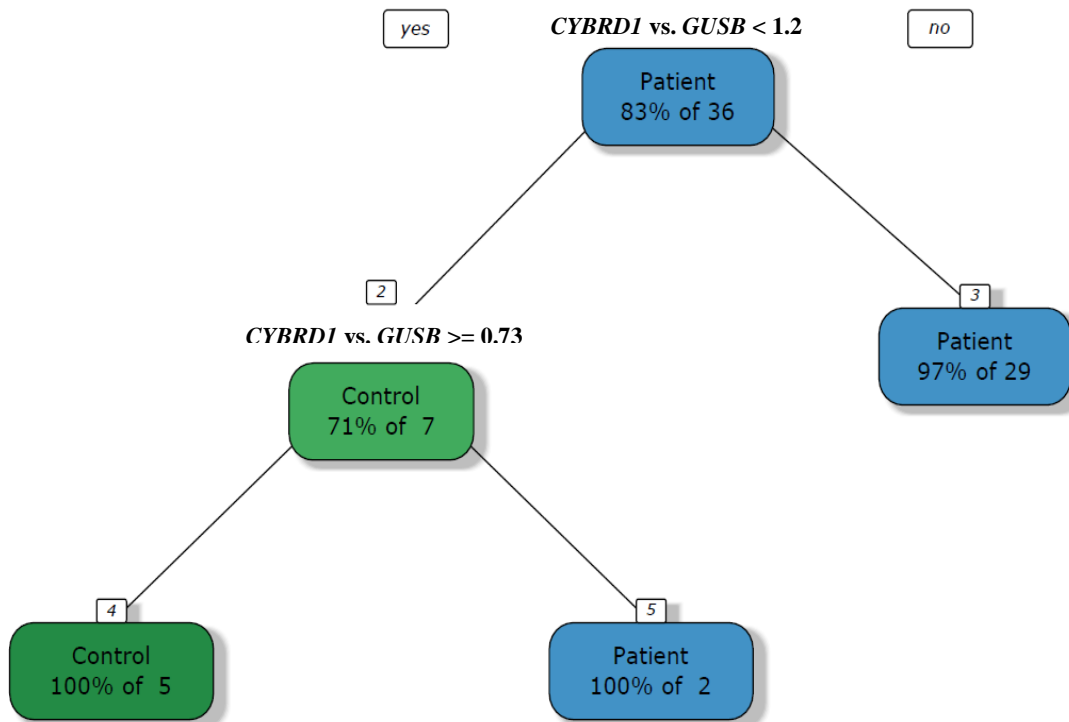 yes
CYBRD1 vs. GUSB < 1.2
no
Patient
83% of 36
2
3
CYBRD1 vs. GUSB >= 0.73
Patient
97% of 29
Control
71% of 7
4
5
Control
100% of 5
Patient
100% of 2